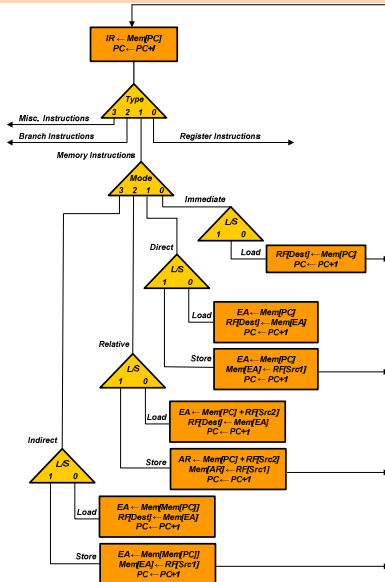 IR ← Mem[PC]
PC ← PC+1
Type
3 2 1 0
Misc. Instructions
Branch Instructions
Register Instructions
Memory Instructions
Mode
3 2 1 0
Immediate
L/S
1 0
Load
RF[Dest] ← Mem[PC]
PC ← PC+1
Direct
L/S
1 0
Load
EA ← Mem[PC]
RF[Dest] ← Mem[EA]
PC ← PC+1
Store
EA ← Mem[PC]
Mem[EA] ← RF[Src1]
PC ← PC+1
Relative
L/S
1 0
Load
EA ← Mem[PC] + RF[Src2]
RF[Dest] ← Mem[EA]
PC ← PC+1
Store
AR ← Mem[PC] + RF[Src2]
Mem[AR] ← RF[Src1]
PC ← PC+1
Indirect
L/S
1 0
Load
EA ← Mem[Mem[PC]]
RF[Dest] ← Mem[EA]
PC ← PC+1
Store
EA ← Mem[Mem[PC]]
Mem[EA] ← RF[Src1]
PC ← PC+1